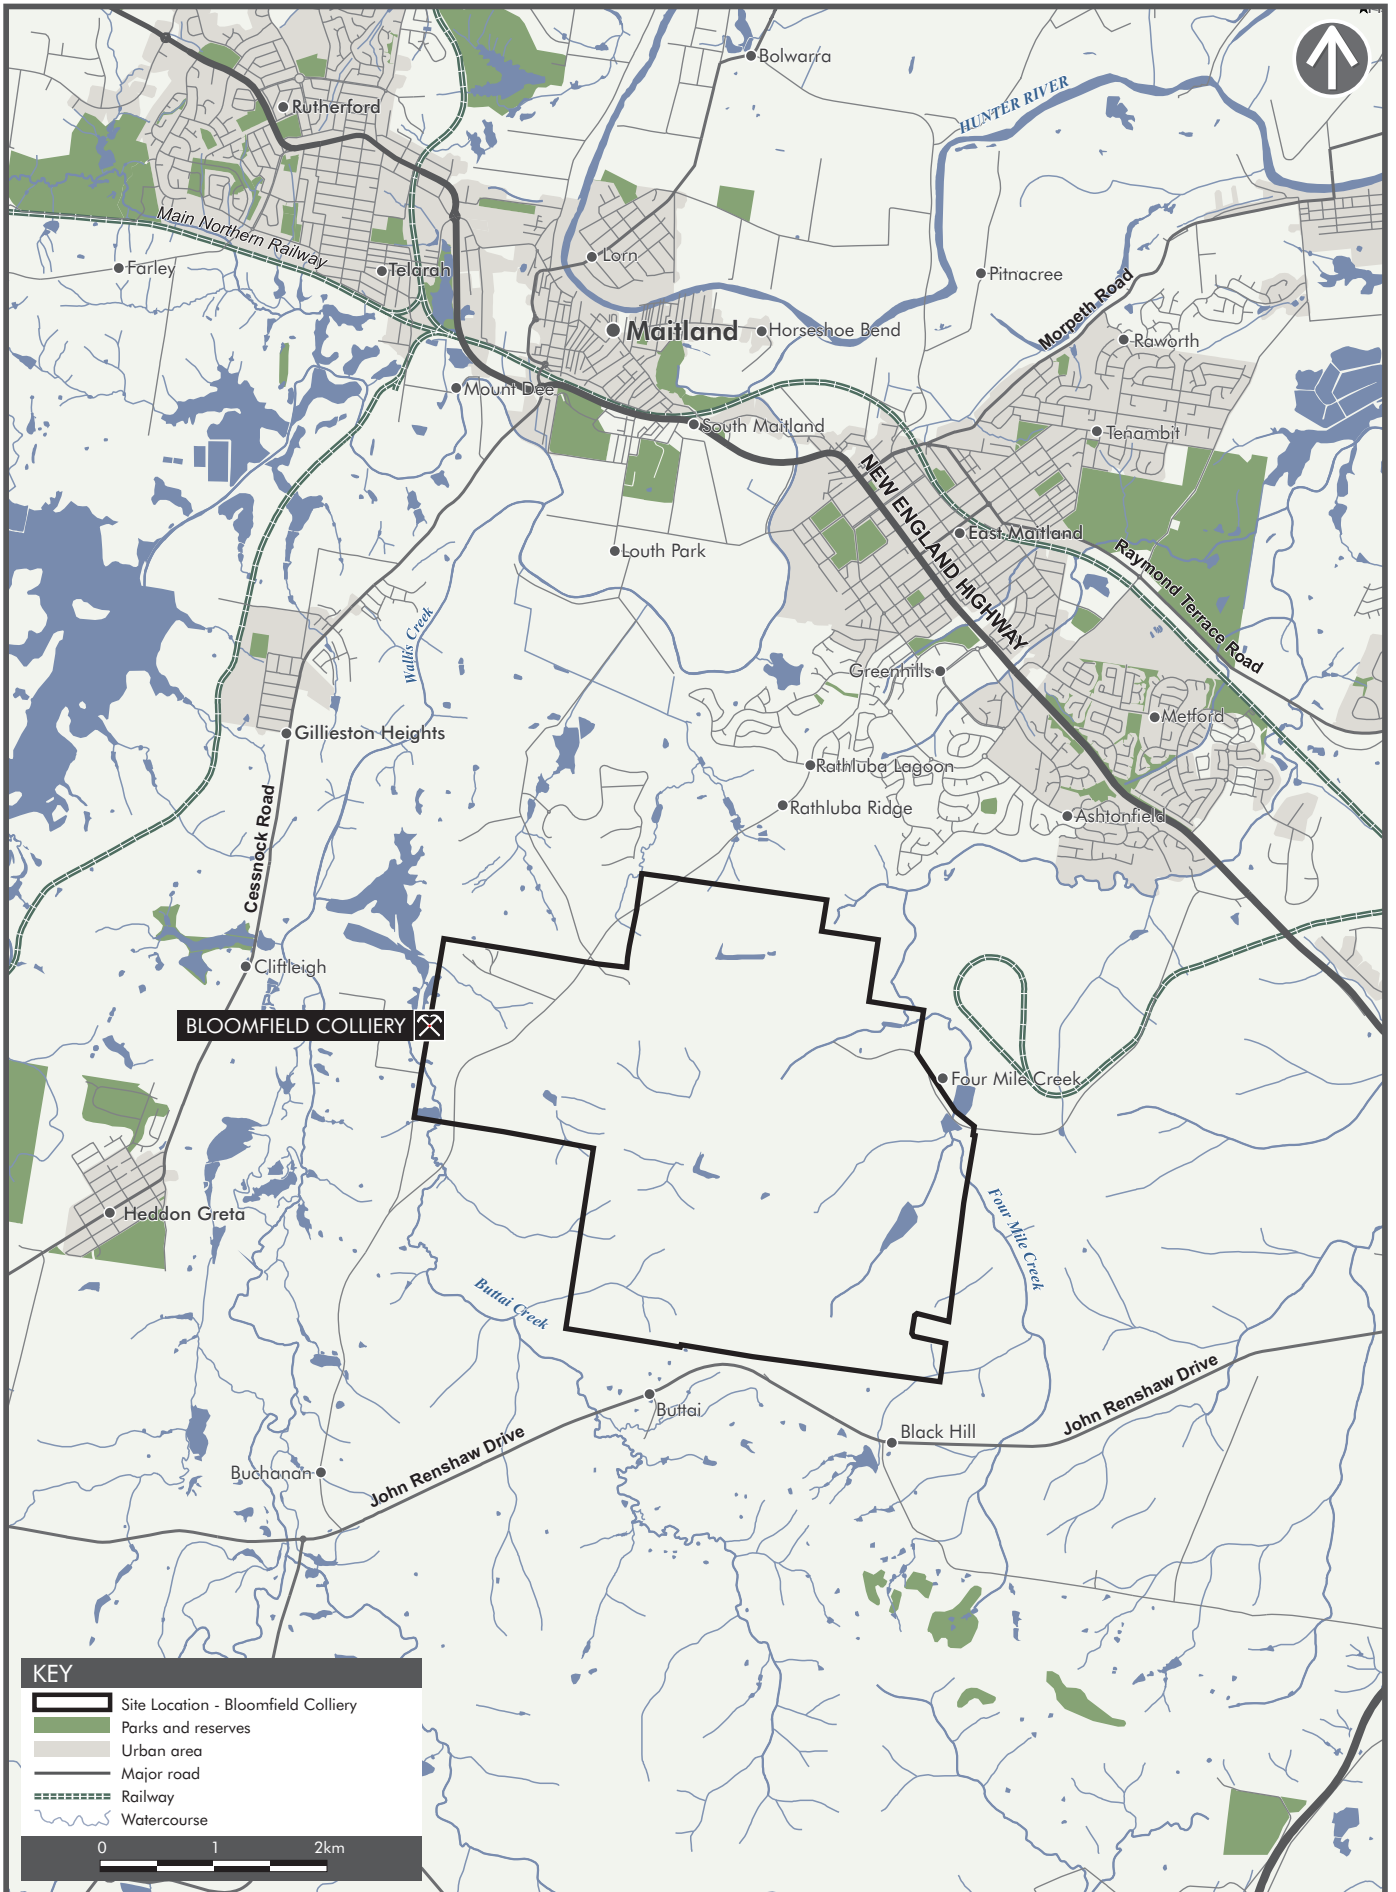 Bolwarra
HUNTER RIVER
Rutherford
Main Northern Railway
Farley
Telarah
Lorn
Pitnacree
Morpeth Road
Maitland
Horseshoe Bend
Raworth
Mount Dee
South Maitland
Tenambit
NEW ENGLAND HIGHWAY
East Maitland
Louth Park
Raymond Terrace Road
Wallis Creek
Greenhills
Metford
Gillieston Heights
Rathluba Lagoon
Rathluba Ridge
Ashtonfield
Cessnock Road
Cliftleigh
BLOOMFIELD COLLIERY
Four Mile Creek
Heddon Greta
Four Mile Creek
Buttai Creek
John Renshaw Drive
Buttai
Black Hill
John Renshaw Drive
Buchanan
KEY
Site Location - Bloomfield Colliery
Parks and reserves
Urban area
Major road
Railway
Watercourse
0 1 2km